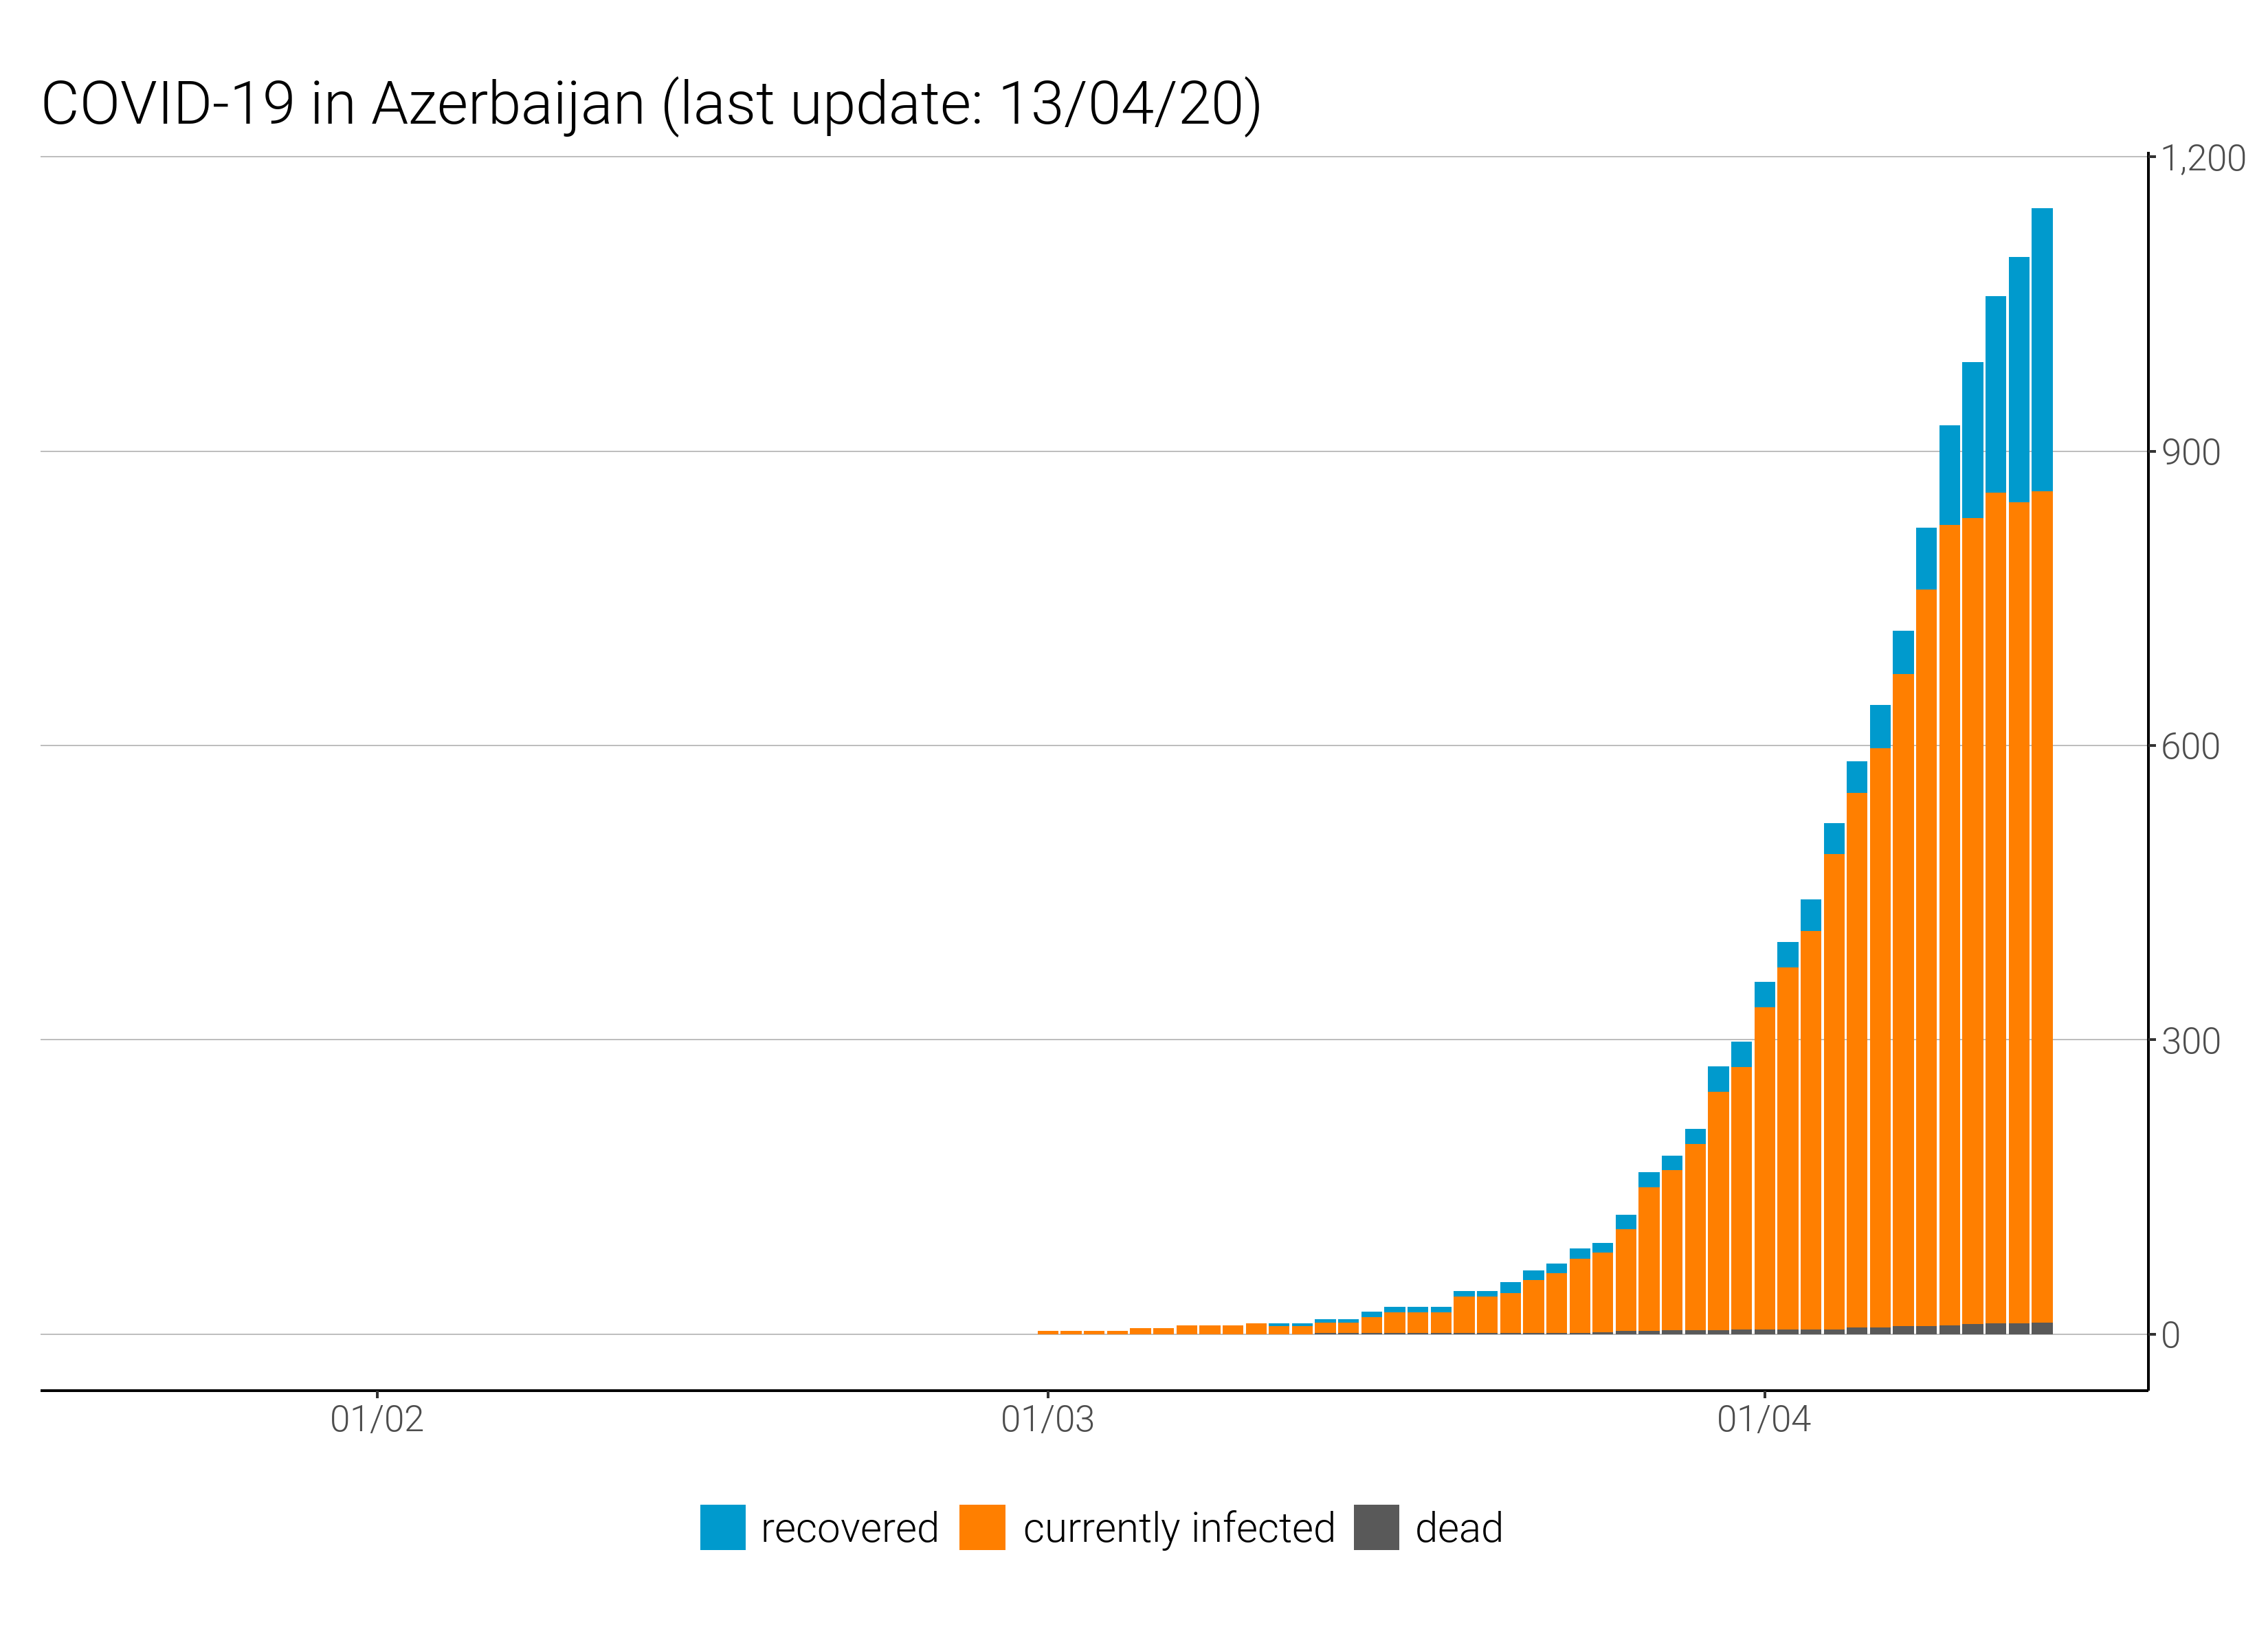 COVID-19 in Azerbaijan (last update: 13/04/20)
1,200
900
600
300
0
01/02 01/03 01/04
recovered currently infected dead